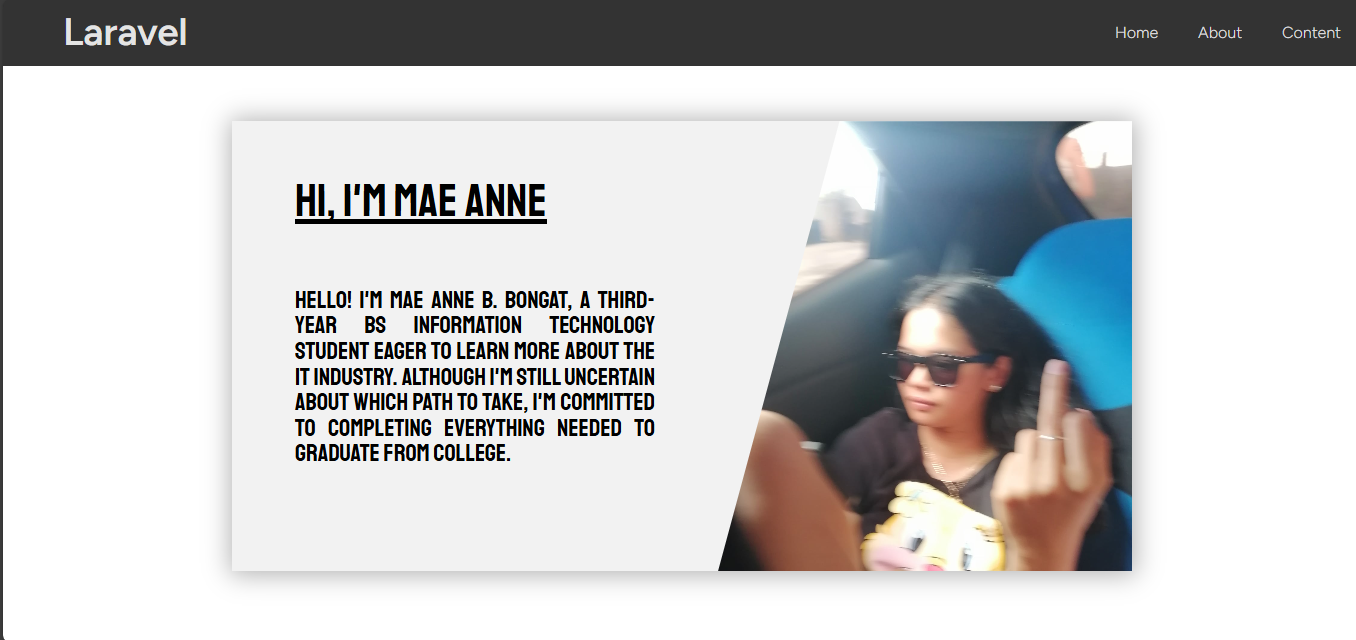 Laravel
Home About Content
HI, I'M MAE ANNE
HELLO! I'M MAE ANNE B. BONGAT, A THIRD-
YEAR BS INFORMATION TECHNOLOGY
STUDENT EAGER TO LEARN MORE ABOUT THE
IT INDUSTRY. ALTHOUGH I'M STILL UNCERTAIN
ABOUT WHICH PATH TO TAKE, I'M COMMITTED
TO COMPLETING EVERYTHING NEEDED TO
GRADUATE FROM COLLEGE.